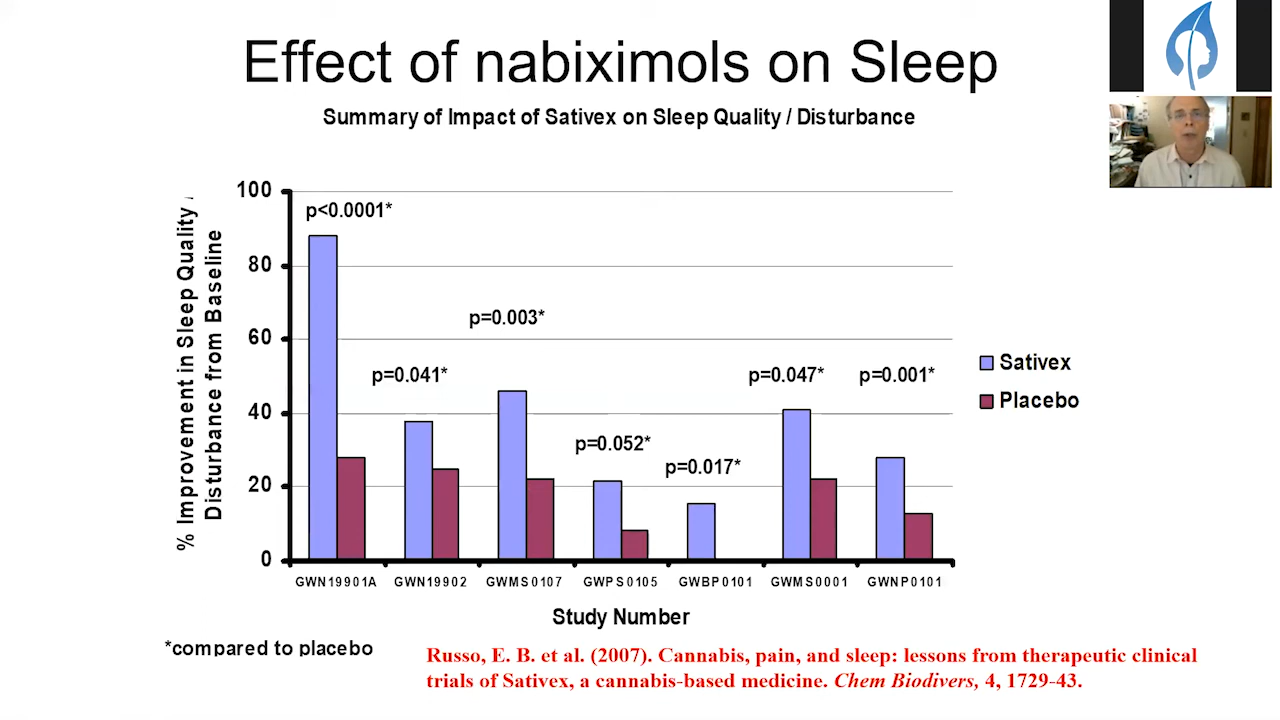 Effect of nabiximols on Sleep
Summary of Impact of Sativex on Sleep Quality / Disturbance
% Improvement in Sleep Quality /
Disturbance from Baseline
100
80
60
40
20
0
p<0.0001*
p=0.041*
p=0.003*
p=0.052*
p=0.017*
p=0.047*
p=0.001*
Sativex
Placebo
GWN19901A GWN19902 GWMS0107 GWPS0105 GWBP0101 GWMS0001 GWNP0101
Study Number
*compared to placebo
Russo, E. B. et al. (2007). Cannabis, pain, and sleep: lessons from therapeutic clinical
trials of Sativex, a cannabis-based medicine. Chem Biodivers, 4, 1729-43.